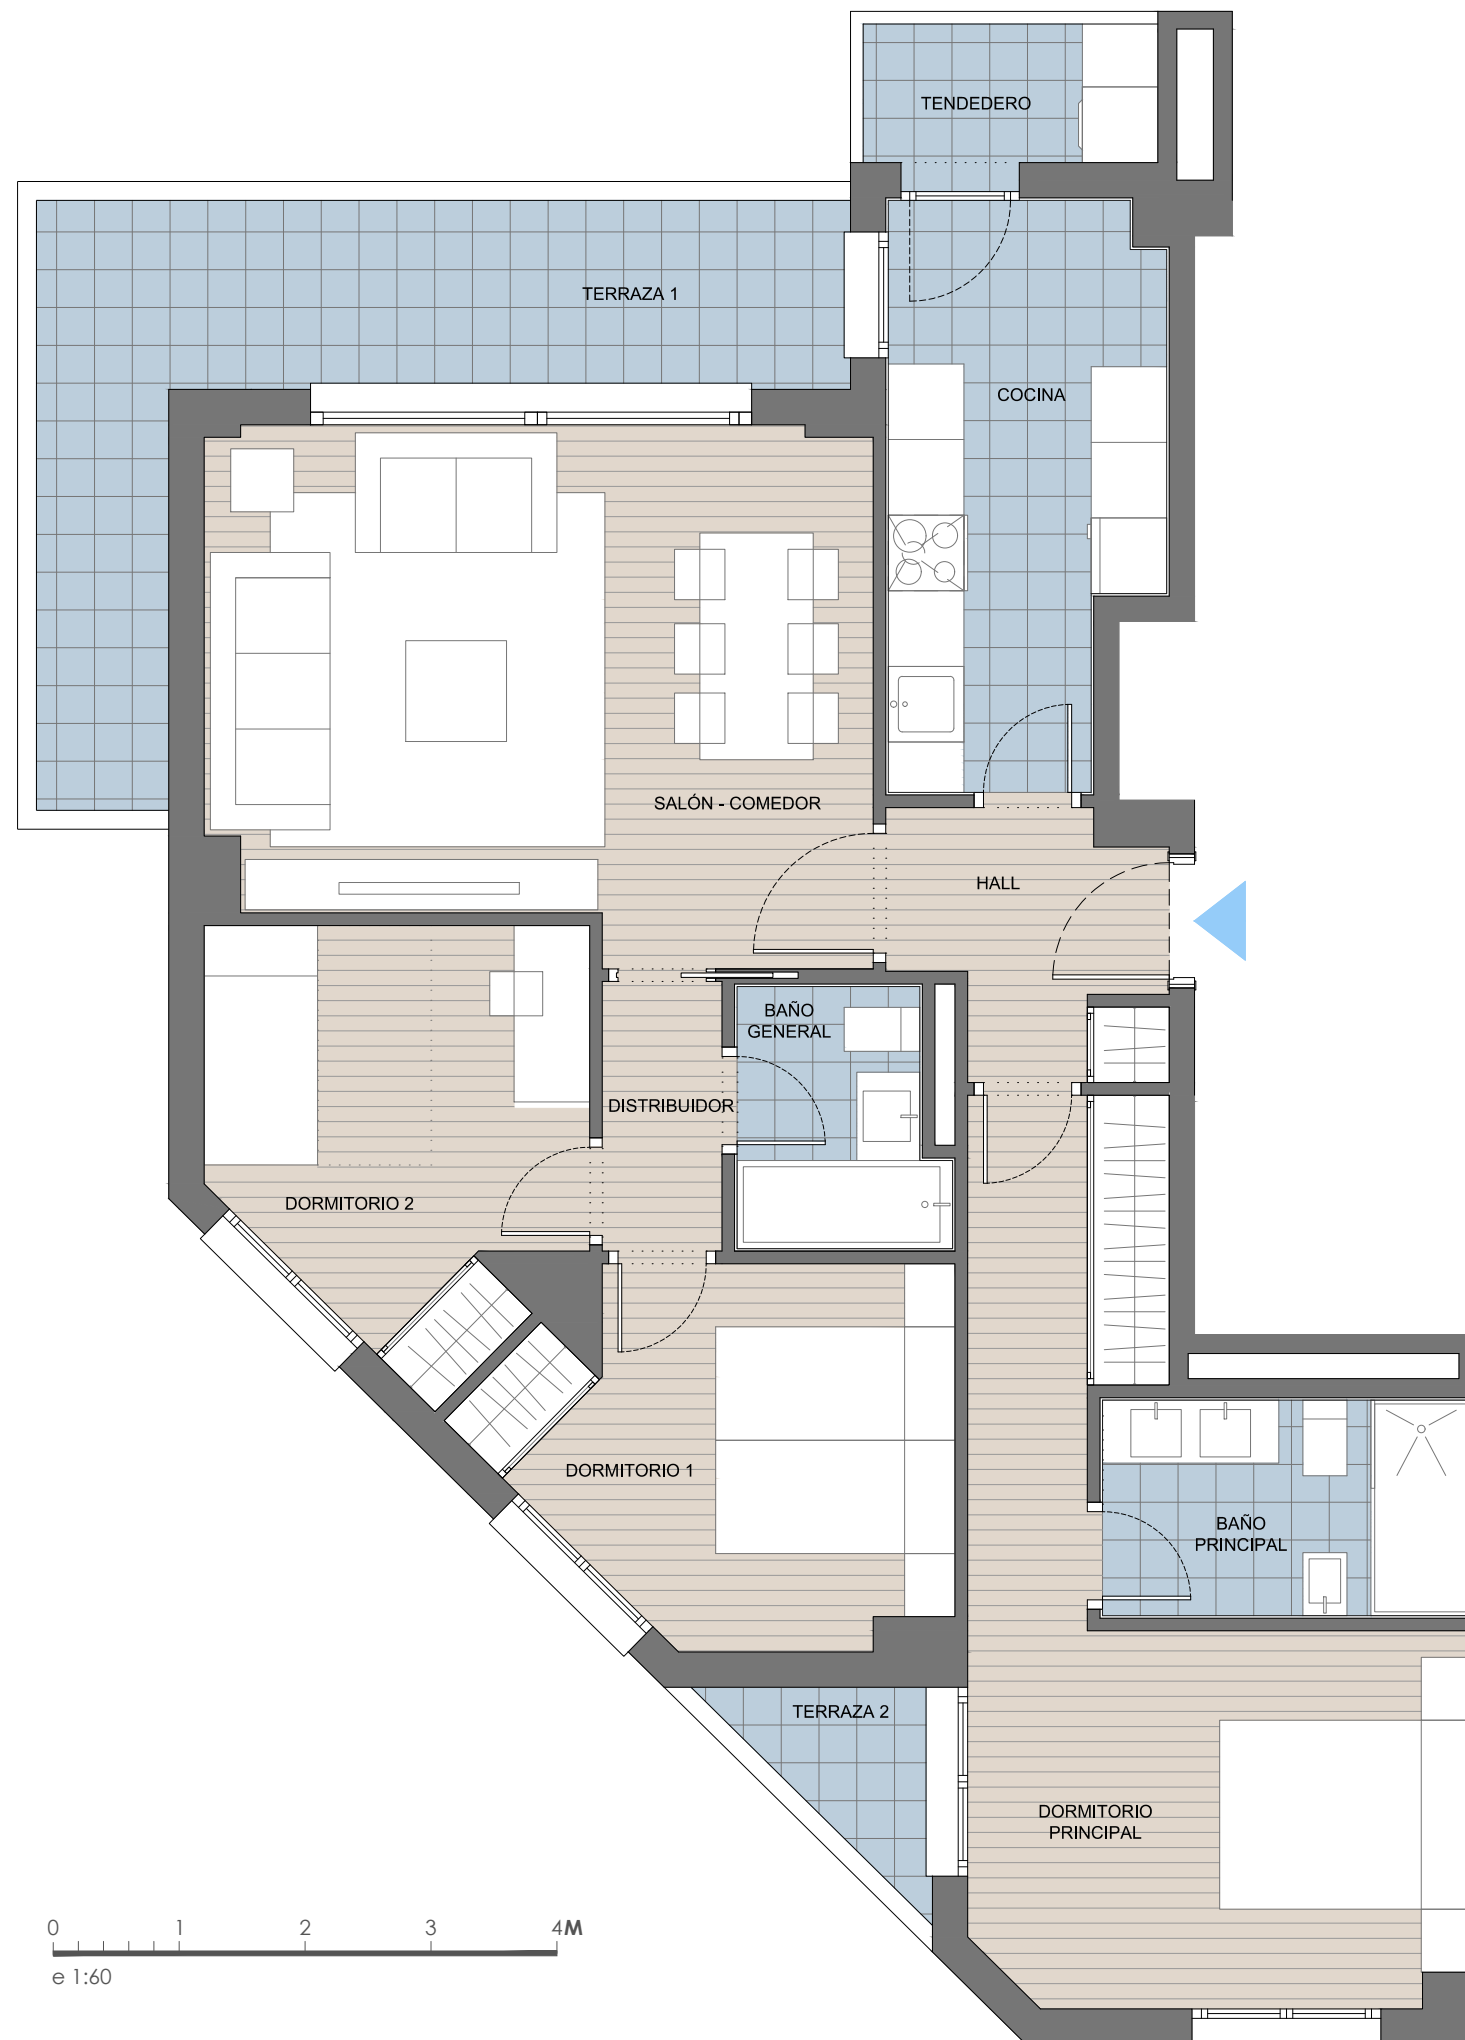 TENDEDERO
TERRAZA 1
COCINA
SALÓN - COMEDOR
HALL
BAÑO
GENERAL
DISTRIBUIDOR
DORMITORIO 2
DORMITORIO 1
BAÑO
PRINCIPAL
TERRAZA 2
DORMITORIO
PRINCIPAL
0 1 2 3 4M
e 1:60